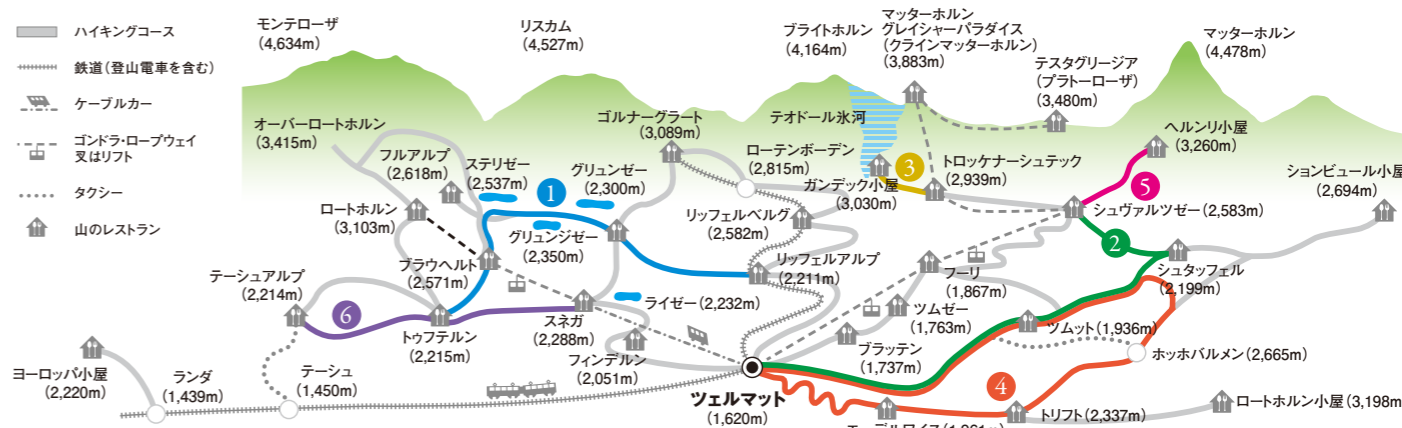 ハイキングコース
鉄道(登山電車を含む)
ケーブルカー
ゴンドラ・ロープウェイ
又はリフト
タクシー
山のレストラン
モンテローザ
(4,634m)
リスカム
(4,527m)
ブライトホルン
(4,164m)
マッターホルン
グレイシャーパラダイス
(クラインマッターホルン)
(3,883m)
テスタグリージア
(プラトーローザ)
(3,480m)
マッターホルン
(4,478m)
オーバーロートホルン
(3,415m)
フルアルプ
(2,618m)
ステリゼー
(2,537m)
グリュンゼー
(2,300m)
ゴルナーグラート
(3,089m)
テオドール氷河
ローテンボーデン
(2,815m)
ガンデック小屋
(3,030m)
トロッケナーシュテック
(2,939m)
ヘルンリ小屋
(3,260m)
ションビュール小屋
(2,694m)
ロートホルン
(3,103m)
グリュンジゼー
(2,350m)
リッフェルベルグ
(2,582m)
シュヴァルツゼー(2,583m)
ブラウヘルト
(2,571m)
リッフェルアルプ
(2,211m)
フーリ
(1,867m)
シュタッフェル
(2,199m)
テーシュアルプ
(2,214m)
トゥフテルン
(2,215m)
スネガ
(2,288m)
ライゼー(2,232m)
ツムゼー
(1,763m)
ツムット(1,936m)
ホッホバルメン(2,665m)
フィンデルン
(2,051m)
ブラッテン
(1,737m)
ヨーロッパ小屋
(2,220m)
ランダ
(1,439m)
テーシュ
(1,450m)
ツェルマット
(1,620m)
トリフト(2,337m)
ロートホルン小屋(3,198m)
1
2
3
4
5
6